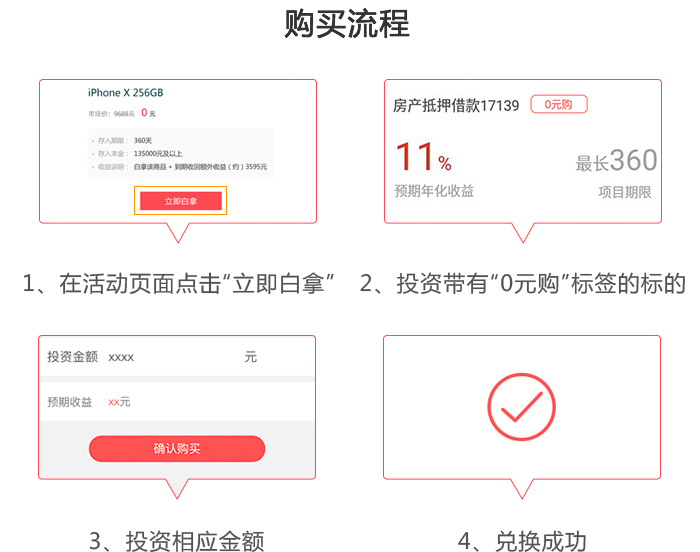 购买流程
iPhone X 256GB
市场价：9688元 0 元
• 存入期限： 360天
• 存入本金： 135000元及以上
• 收益说明： 白拿该商品 + 到期收回额外收益（约）3595元
立即白拿
1、在活动页面点击“立即白拿”
房产抵押借款17139 0元购
11% 最长360
预期年化收益 项目期限
2、投资带有“0元购”标签的标的
投资金额 xxxx 元
预期收益 xx元
确认购买
3、投资相应金额
4、兑换成功